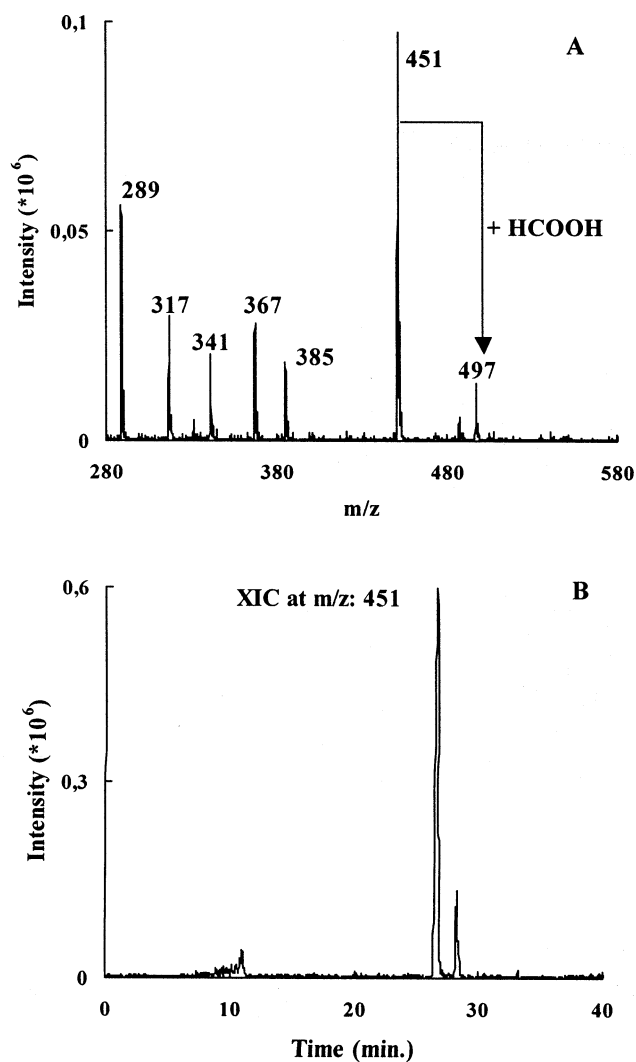 0,1
A
451
289
0,05
+ HCOOH
317
367
341
385
497
0
280
380
480
580
m/z
Intensity (*10⁶)
0,6
XIC at m/z: 451
B
0,3
0
0
10
20
30
40
Time (min.)
Intensity (*10⁶)